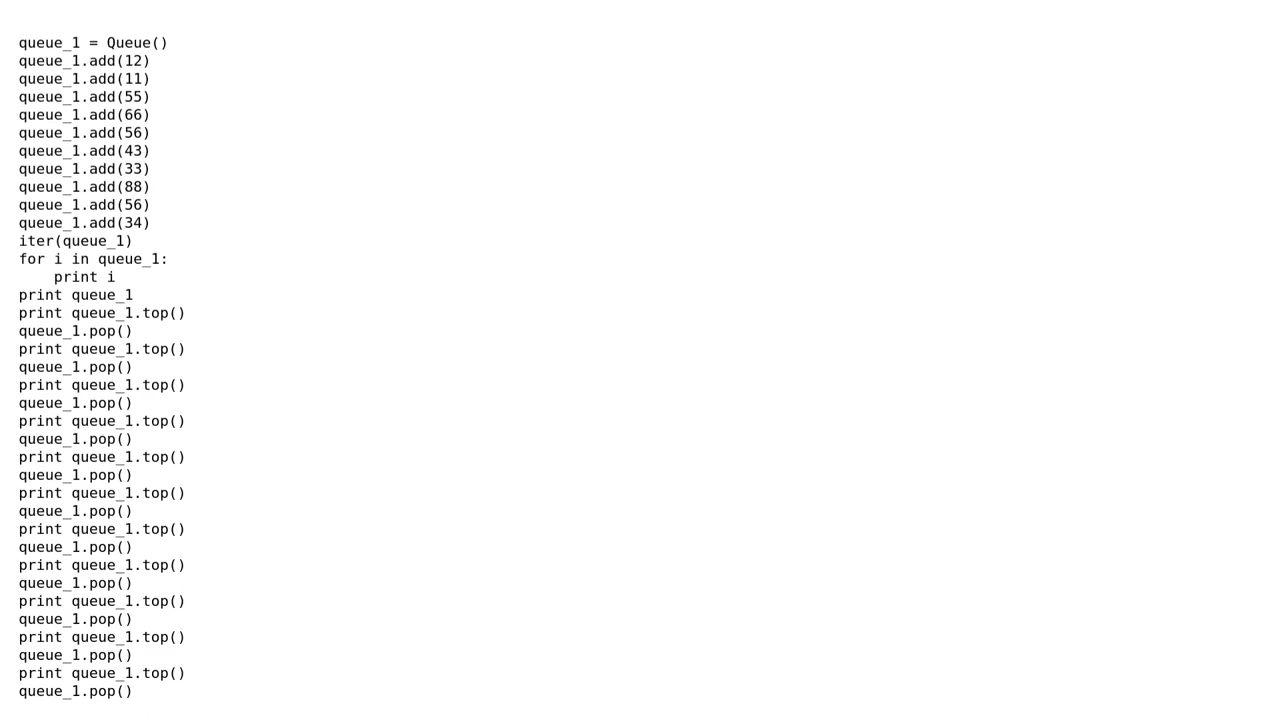 queue_1 = Queue()
queue_1.add(12)
queue_1.add(11)
queue_1.add(55)
queue_1.add(66)
queue_1.add(56)
queue_1.add(43)
queue_1.add(33)
queue_1.add(88)
queue_1.add(56)
queue_1.add(34)
iter(queue_1)
for i in queue_1:
    print i
print queue_1
print queue_1.top()
queue_1.pop()
print queue_1.top()
queue_1.pop()
print queue_1.top()
queue_1.pop()
print queue_1.top()
queue_1.pop()
print queue_1.top()
queue_1.pop()
print queue_1.top()
queue_1.pop()
print queue_1.top()
queue_1.pop()
print queue_1.top()
queue_1.pop()
print queue_1.top()
queue_1.pop()
print queue_1.top()
queue_1.pop()
print queue_1.top()
queue_1.pop()